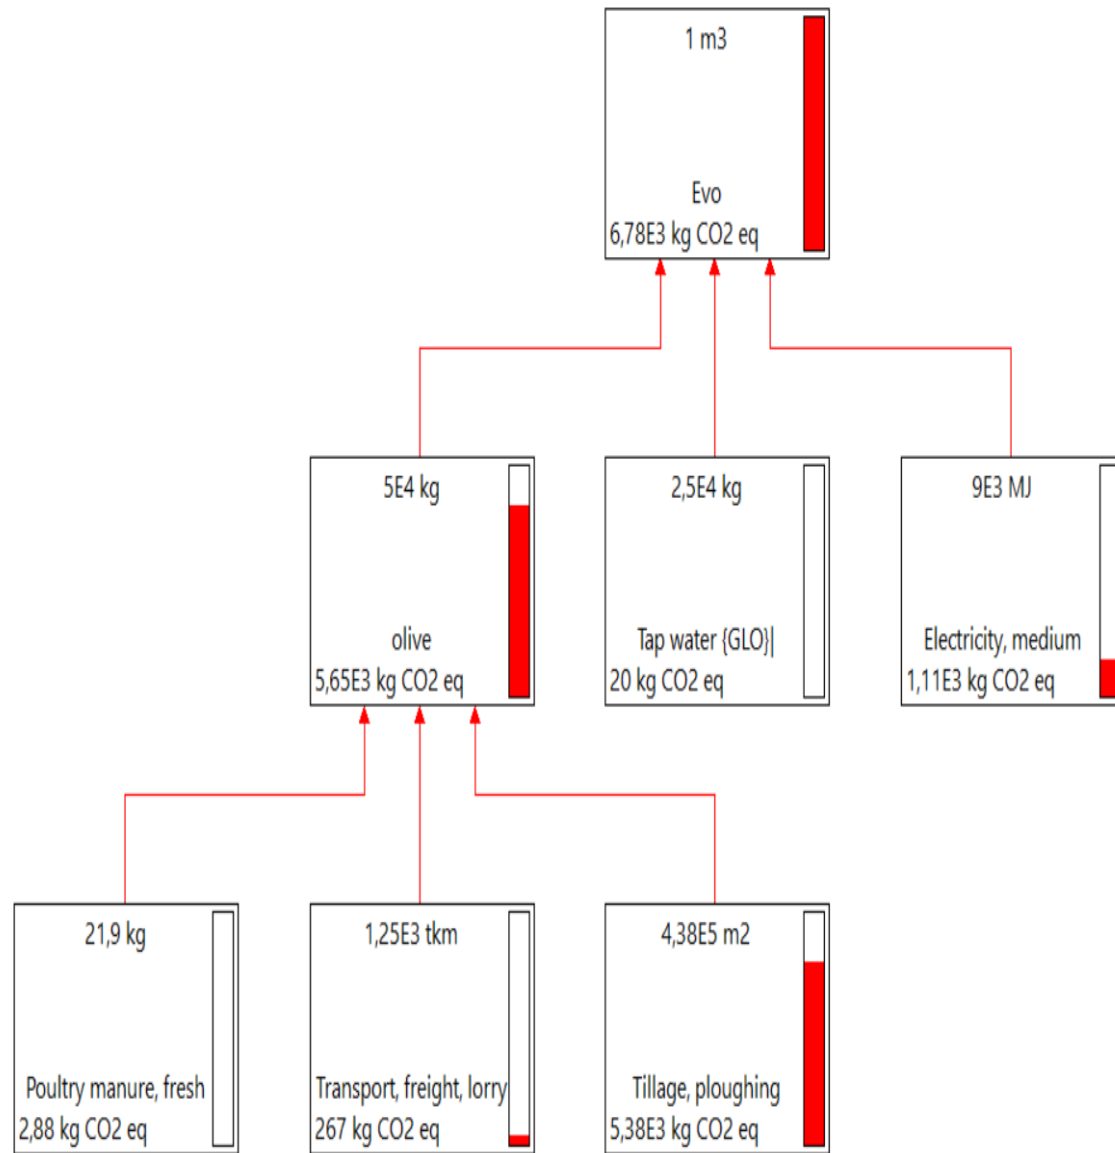 1 m3
Evo
6,78E3 kg CO2 eq
5E4 kg
olive
5,65E3 kg CO2 eq
2,5E4 kg
Tap water {GLO}|
20 kg CO2 eq
9E3 MJ
Electricity, medium
1,11E3 kg CO2 eq
21,9 kg
Poultry manure, fresh
2,88 kg CO2 eq
1,25E3 tkm
Transport, freight, lorry
267 kg CO2 eq
4,38E5 m2
Tillage, ploughing
5,38E3 kg CO2 eq